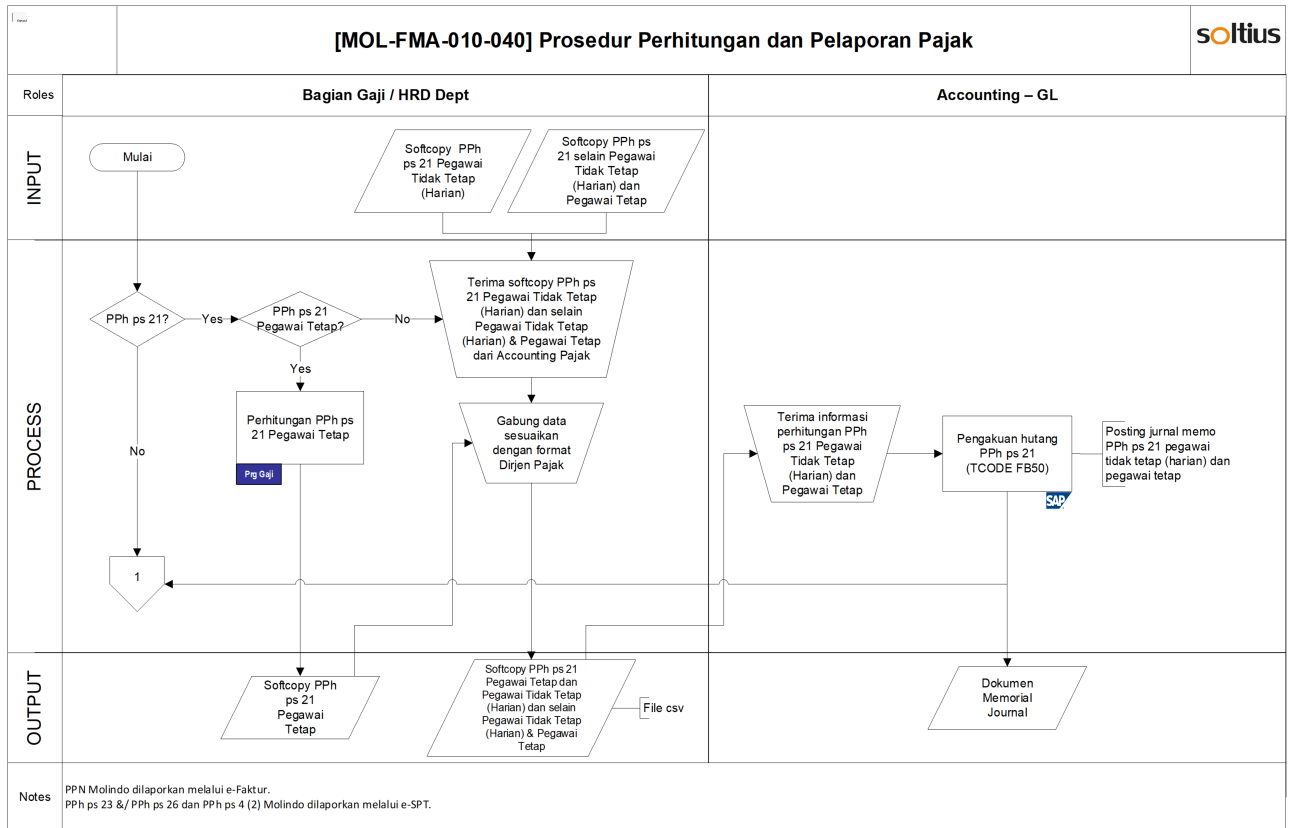 [MOL-FMA-010-040] Prosedur Perhitungan dan Pelaporan Pajak
soltius
Roles
Bagian Gaji / HRD Dept
Accounting – GL
INPUT
Mulai
Softcopy PPh
ps 21 Pegawai
Tidak Tetap
(Harian)
Softcopy PPh ps
21 selain Pegawai
Tidak Tetap
(Harian) dan
Pegawai Tetap
PROCESS
PPh ps 21?
Yes
PPh ps 21
Pegawai Tetap?
No
Terima softcopy PPh ps
21 Pegawai Tidak Tetap
(Harian) dan selain
Pegawai Tidak Tetap
(Harian) & Pegawai Tetap
dari Accounting Pajak
Yes
No
Perhitungan PPh ps
21 Pegawai Tetap
Prg Gaji
Gabung data
sesuaikan
dengan format
Dirjen Pajak
Terima informasi
perhitungan PPh
ps 21 Pegawai
Tidak Tetap
(Harian) dan
Pegawai Tetap
Pengakuan hutang
PPh ps 21
(TCODE FB50)
SAP
Posting jurnal memo
PPh ps 21 pegawai
tidak tetap (harian) dan
pegawai tetap
1
OUTPUT
Softcopy PPh
ps 21
Pegawai
Tetap
Softcopy PPh ps 21
Pegawai Tetap dan
Pegawai Tidak Tetap
(Harian) dan selain
Pegawai Tidak Tetap
(Harian) & Pegawai
Tetap
File csv
Dokumen
Memorial
Journal
Notes
PPN Molindo dilaporkan melalui e-Faktur.
PPh ps 23 &/ PPh ps 26 dan PPh ps 4 (2) Molindo dilaporkan melalui e-SPT.